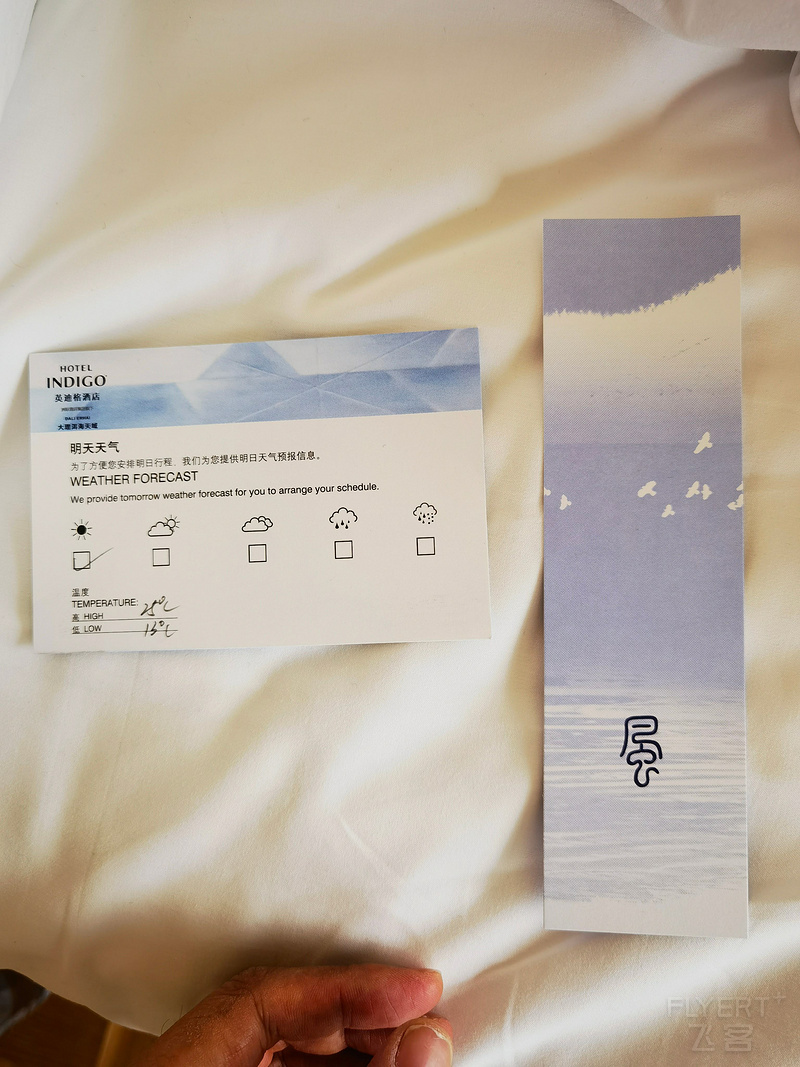 HOTEL
INDIGO
英迪格酒店
DALI ERHAI
大理洱海天域
明天天气
为了方便您安排明日行程，我们为您提供明日天气预报信息。
WEATHER FORECAST
We provide tomorrow weather forecast for you to arrange your schedule.
温度
TEMPERATURE:
高 HIGH 25°C
低 LOW 13°C
風
FLYERT+
飞客